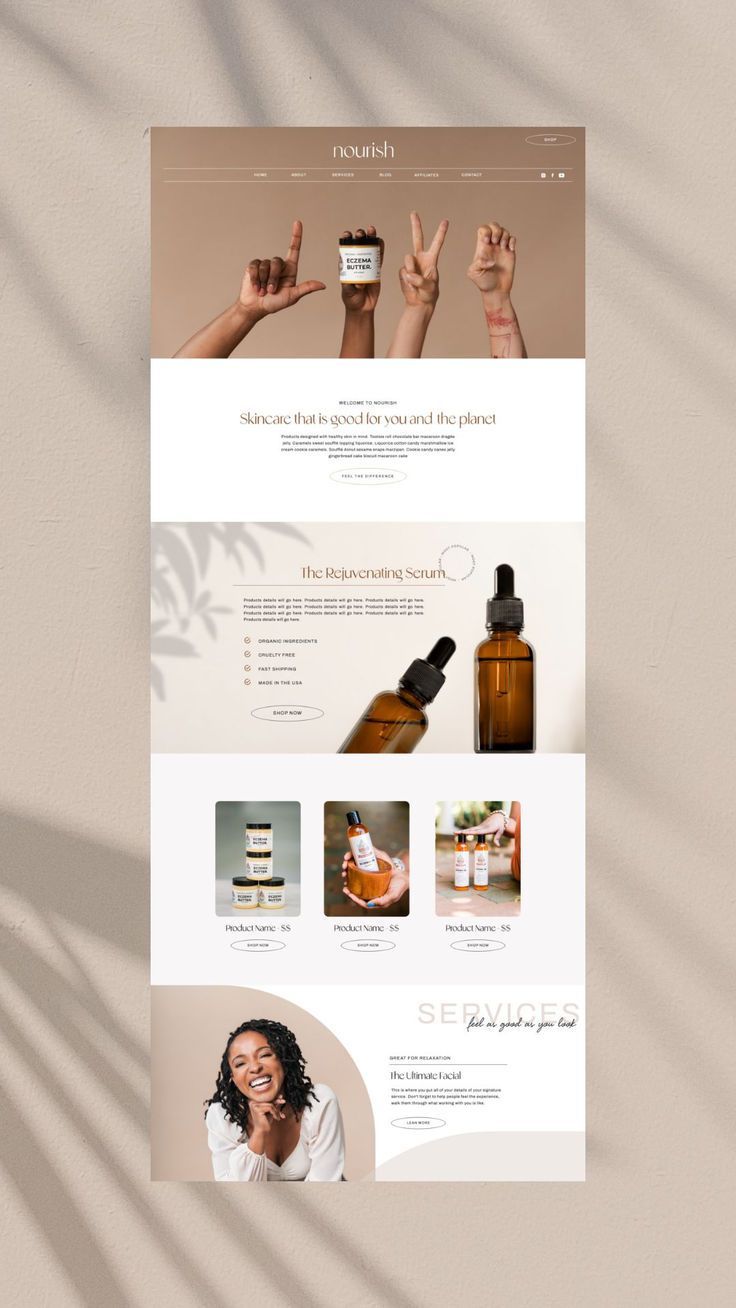 SHOP
nourish
HOME ABOUT SERVICES BLOG AFFILIATES CONTACT
ECZEMA
BUTTER.
WELCOME TO NOURISH
Skincare that is good for you and the planet
Products designed with healthy skin in mind. Tootsie roll chocolate bar macaroon dragée
jelly. Caramels sweet soufflé topping liquorice. Liquorice cotton candy marshmallow ice
cream cookie caramels. Soufflé donut sesame snaps marzipan. Cookie candy canes jelly
gingerbread cake biscuit macaroon cake
FEEL THE DIFFERENCE
MOST POPULAR
The Rejuvenating Serum
Products details will go here. Products details will go here. Products details will go here.
Products details will go here. Products details will go here. Products details will go here.
Products details will go here. Products details will go here. Products details will go here.
Products details will go here.
ORGANIC INGREDIENTS
CRUELTY FREE
FAST SHIPPING
MADE IN THE USA
SHOP NOW
ECZEMA
BUTTER.
ECZEMA
BUTTER.
ECZEMA
BUTTER.
ECZEMA
BUTTER.
Product Name - $$ Product Name - $$ Product Name - $$
SHOP NOW SHOP NOW SHOP NOW
SERVICES
feel as good as you look
GREAT FOR RELAXATION
The Ultimate Facial
This is where you put all of your details of your signature
service. Don't forget to help people feel the experience,
walk them through what working with you is like.
LEAN MORE